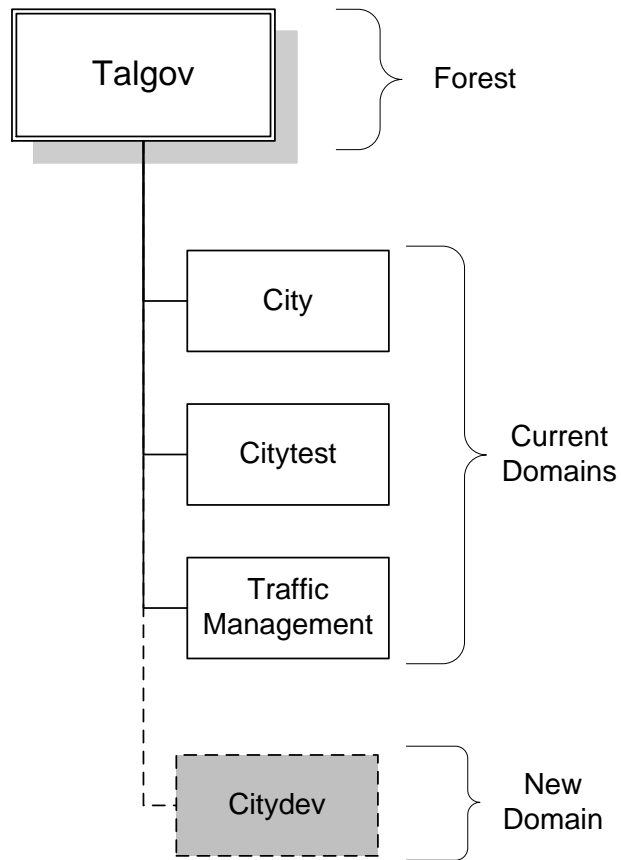 Talgov
Forest
City
Citytest
Current
Domains
Traffic
Management
Citydev
New
Domain